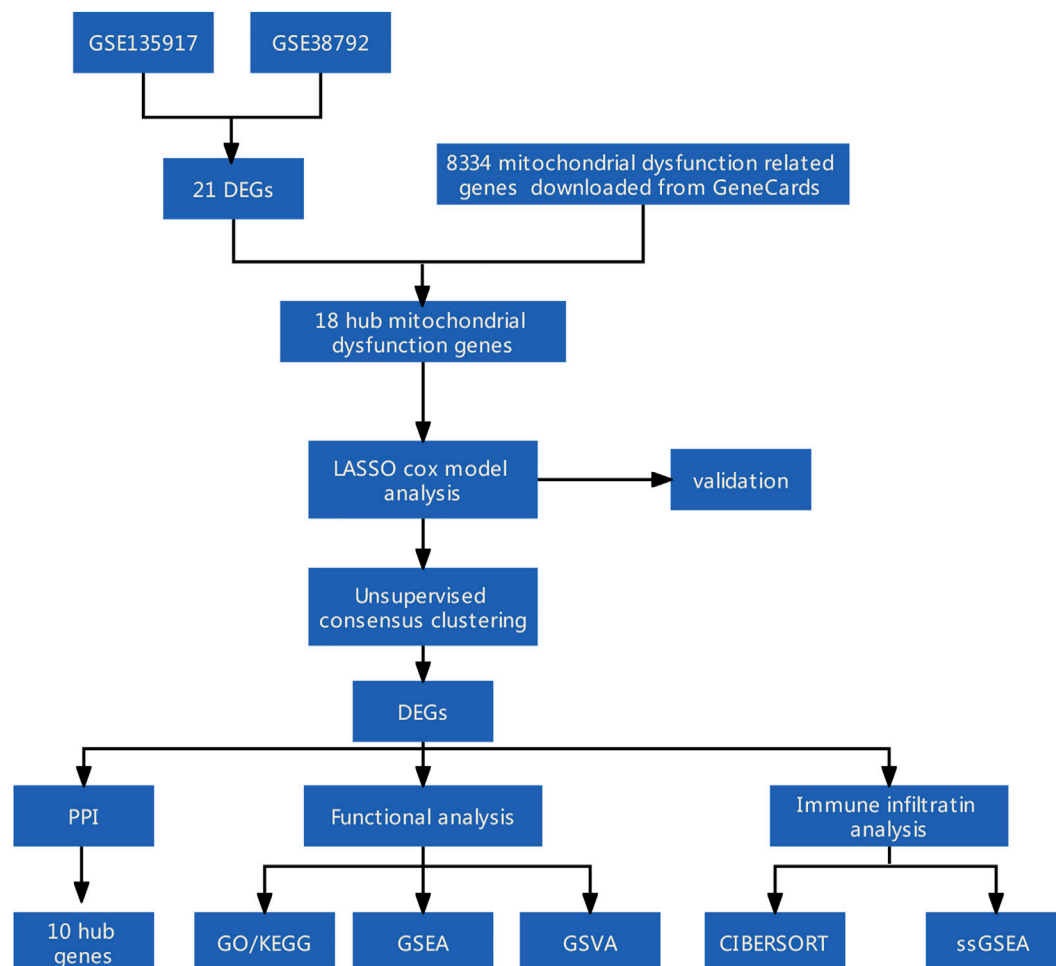 GSE135917
GSE38792
21 DEGs
8334 mitochondrial dysfunction related
genes downloaded from GeneCards
18 hub mitochondrial
dysfunction genes
LASSO cox model
analysis
validation
Unsupervised
consensus clustering
DEGs
PPI
Functional analysis
Immune infiltratin
analysis
10 hub
genes
GO/KEGG
GSEA
GSVA
CIBERSORT
ssGSEA